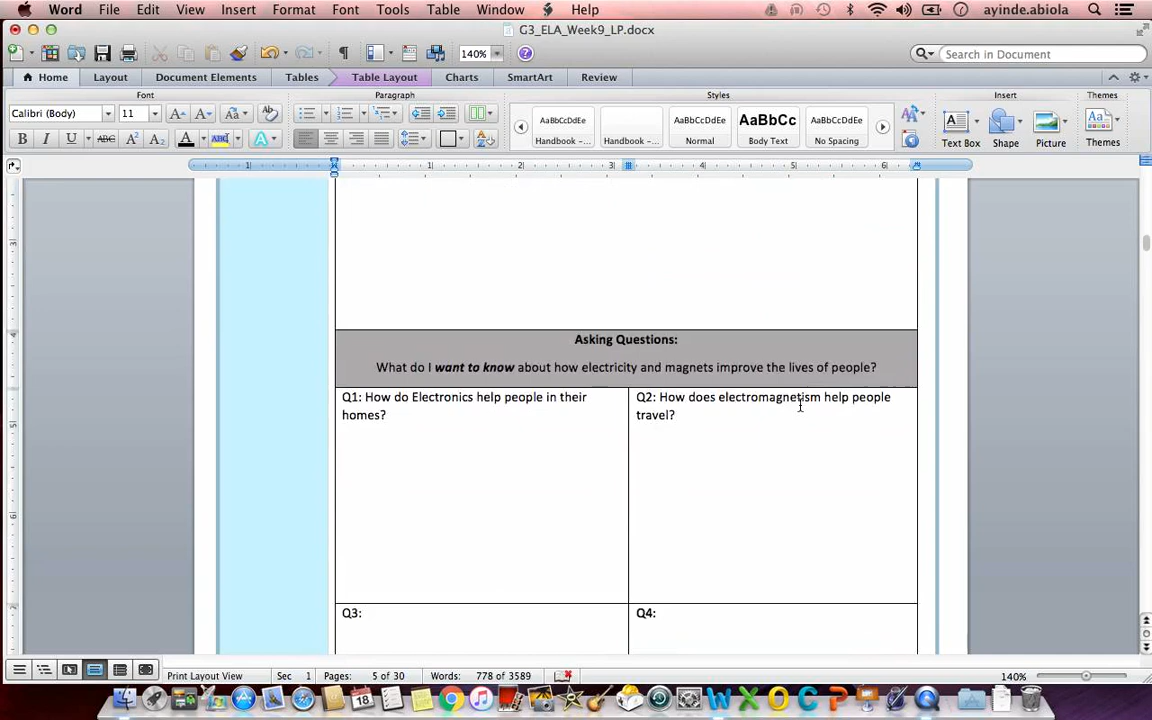 Word File Edit View Insert Format Font Tools Table Window Help ayinde.abiola
G3_ELA_Week9_LP.docx
140% Search in Document
Home Layout Document Elements Tables Table Layout Charts SmartArt Review
Font Paragraph Styles Insert Themes
Calibri (Body) 11 AaBbCcDdEe AaBbCcDdEe AaBbCc AaBbCcDdEe
Handbook -... Handbook -... Normal Body Text No Spacing Text Box Shape Picture Themes
Asking Questions:
What do I want to know about how electricity and magnets improve the lives of people?
Q1: How do Electronics help people in their
homes?
Q2: How does electromagnetism help people
travel?
Q3:
Q4:
Print Layout View Sec 1 Pages: 5 of 30 Words: 778 of 3589 140%